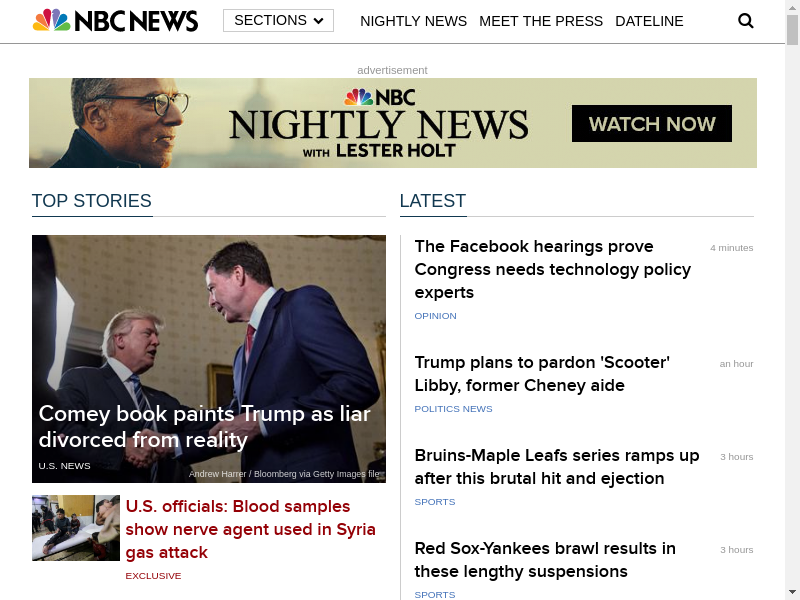 NBC NEWS
SECTIONS
NIGHTLY NEWS
MEET THE PRESS
DATELINE
advertisement
NBC
NIGHTLY NEWS
WITH LESTER HOLT
WATCH NOW
TOP STORIES
Comey book paints Trump as liar
divorced from reality
U.S. NEWS
Andrew Harrer / Bloomberg via Getty Images file
U.S. officials: Blood samples
show nerve agent used in Syria
gas attack
EXCLUSIVE
LATEST
The Facebook hearings prove
Congress needs technology policy
experts
4 minutes
OPINION
Trump plans to pardon 'Scooter'
Libby, former Cheney aide
an hour
POLITICS NEWS
Bruins-Maple Leafs series ramps up
after this brutal hit and ejection
3 hours
SPORTS
Red Sox-Yankees brawl results in
these lengthy suspensions
3 hours
SPORTS